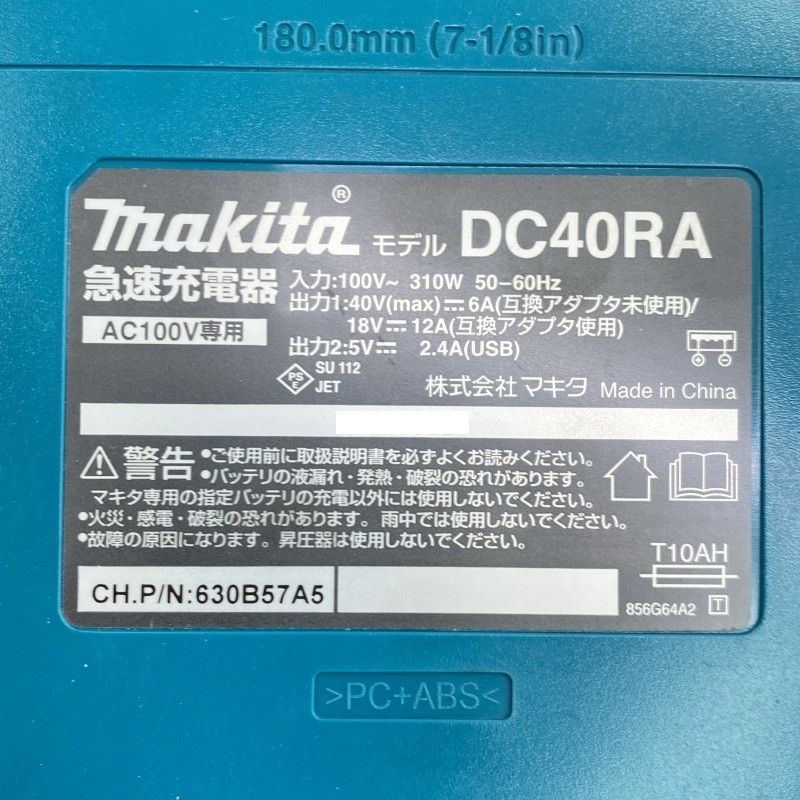 180.0mm (7-1/8in)
makita® モデル DC40RA
急速充電器
AC100V専用
入力:100V~ 310W 50-60Hz
出力1:40V(max)⎓6A(互換アダプタ未使用)/
18V⎓12A(互換アダプタ使用)
出力2:5V⎓ 2.4A(USB)
PS
E
SU 112
JET
株式会社 マキタ Made in China
⚠警告 •ご使用前に取扱説明書を必ずよくお読みください。
•バッテリの液漏れ・発熱・破裂の恐れがあります。
マキタ専用の指定バッテリの充電以外には使用しないでください。
•火災・感電・破裂の恐れがあります。雨中では使用しないでください。
•故障の原因になります。昇圧器は使用しないでください。
T10AH
CH.P/N:630B57A5
856G64A2 T
>PC+ABS<